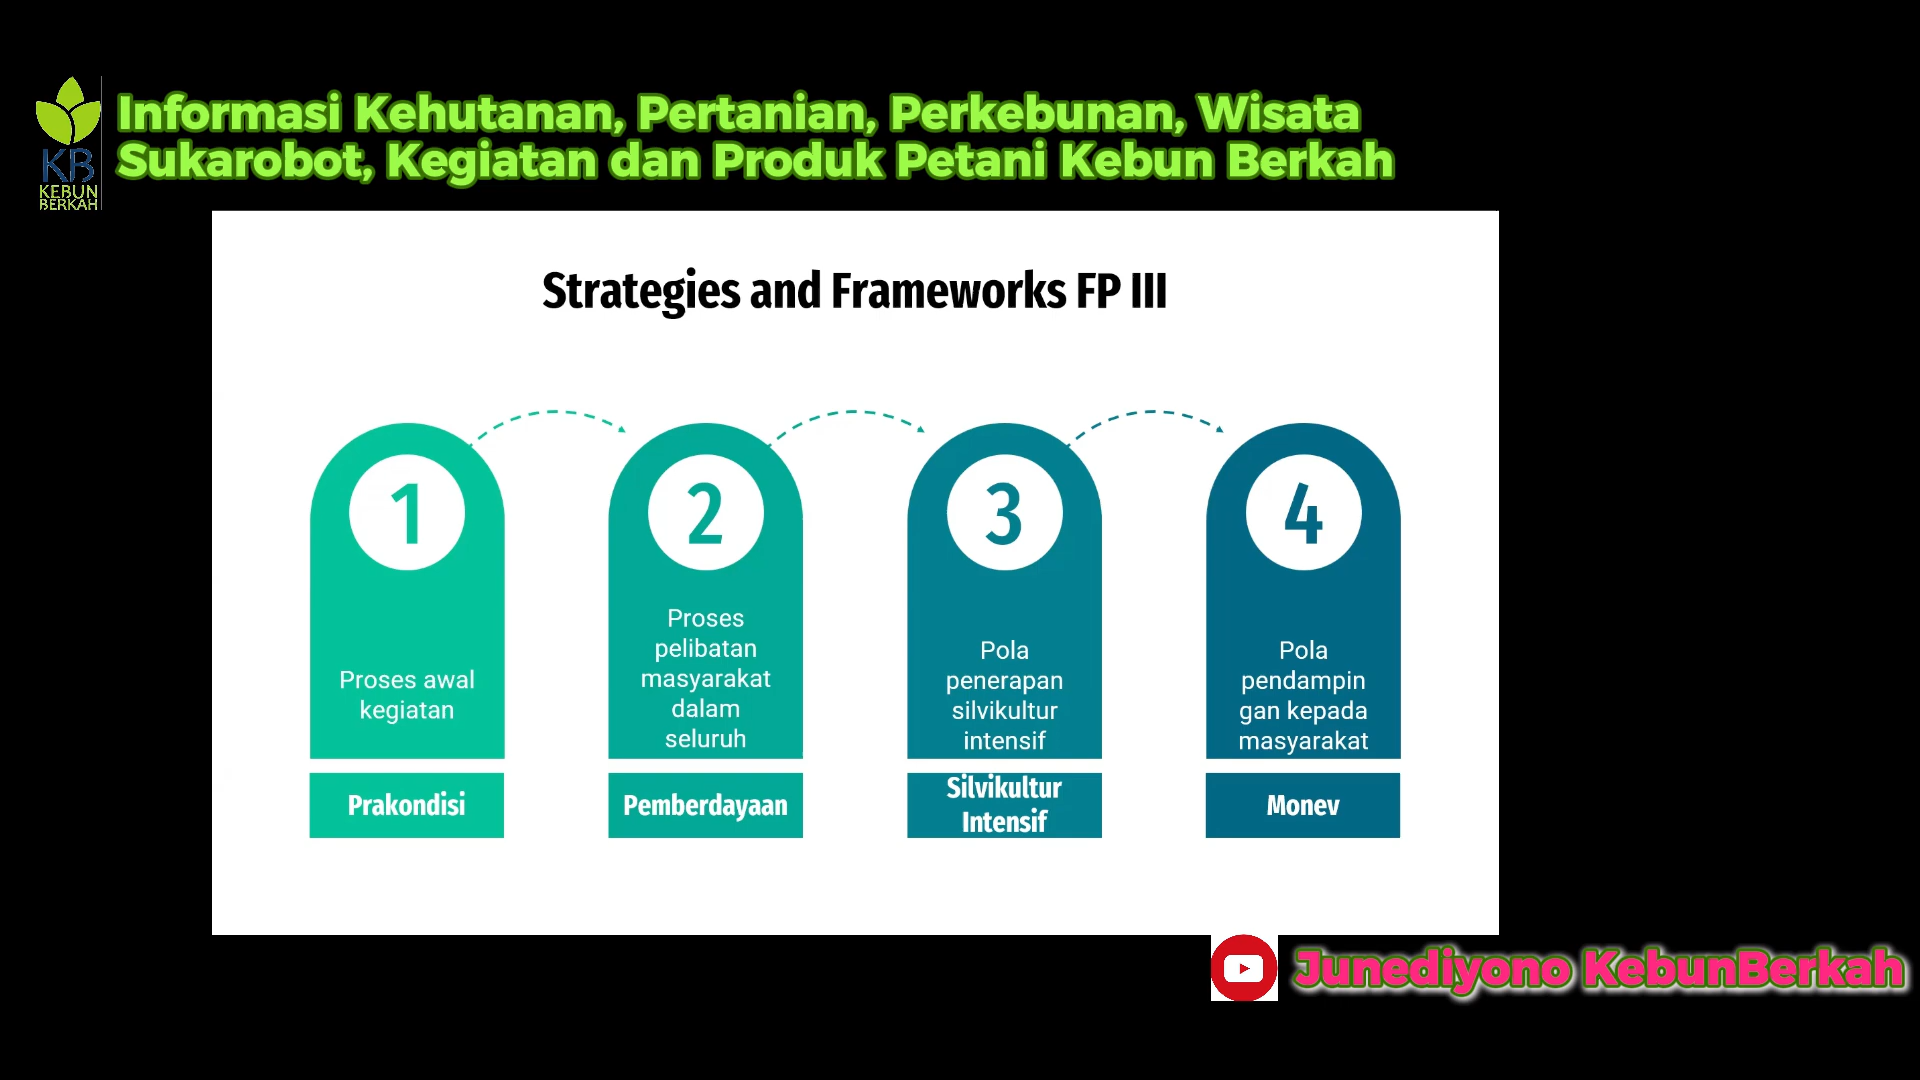 Informasi Kehutanan, Pertanian, Perkebunan, Wisata
Sukarobot, Kegiatan dan Produk Petani Kebun Berkah
KB
KEBUN
BERKAH
Strategies and Frameworks FP III
1
Proses awal
kegiatan
Prakondisi
2
Proses
pelibatan
masyarakat
dalam
seluruh
Pemberdayaan
3
Pola
penerapan
silvikultur
intensif
Silvikultur
Intensif
4
Pola
pendampin
gan kepada
masyarakat
Monev
Junediyono KebunBerkah